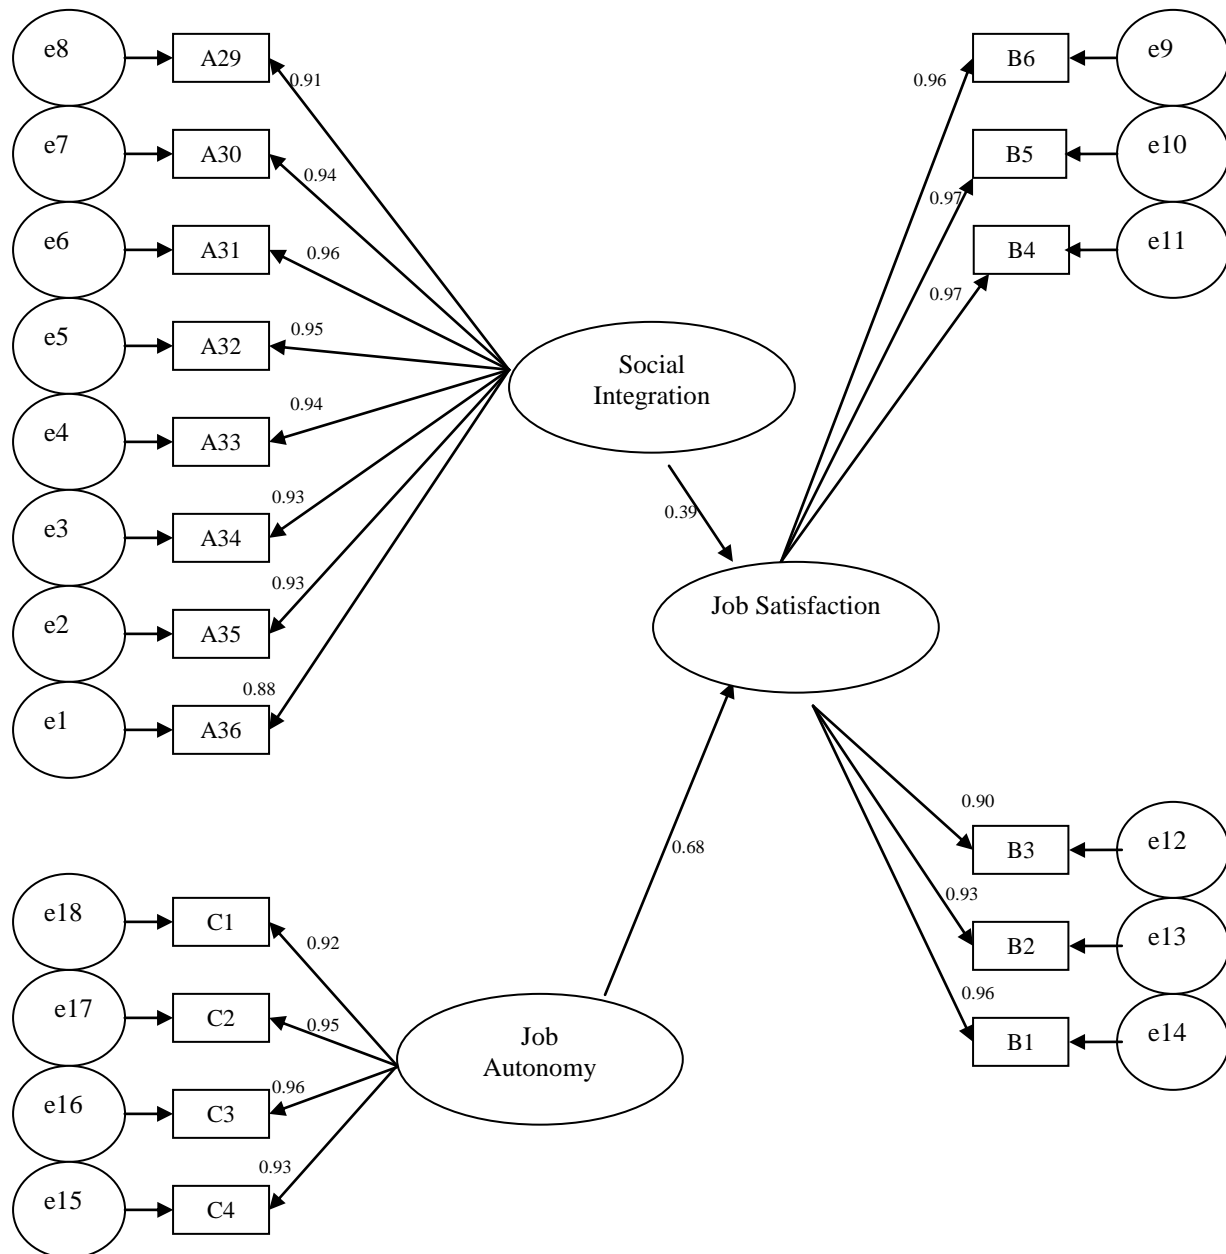 e8
A29
0.91
e7
A30
0.94
e6
A31
0.96
e5
A32
0.95
e4
A33
0.94
e3
A34
0.93
e2
A35
0.93
e1
A36
0.88
Social
Integration
0.39
B6
e9
0.96
B5
e10
0.97
B4
e11
0.97
Job Satisfaction
0.68
0.90
B3
e12
0.93
B2
e13
0.96
B1
e14
e18
C1
0.92
e17
C2
0.95
e16
C3
0.96
e15
C4
0.93
Job
Autonomy